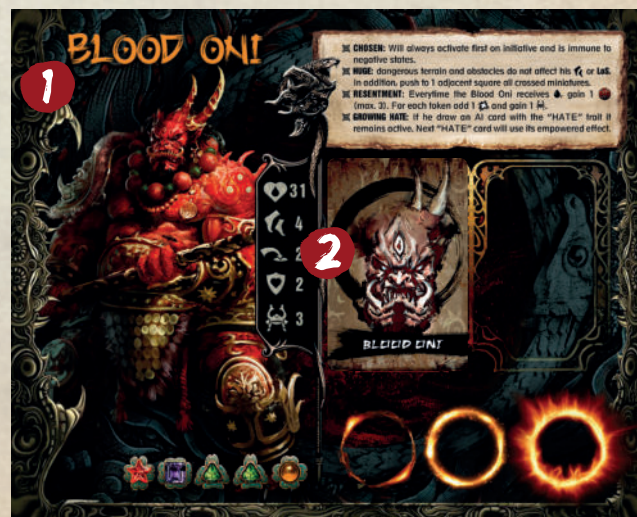 BLOOD ONI
1
CHOSEN: Will always activate first on initiative and is immune to
negative states.
HUGE: dangerous terrain and obstacles do not affect his or LoS.
In addition, push to 1 adjacent square all crossed miniatures.
RESENTMENT: Everytime the Blood Oni receives , gain 1
(max. 3). For each token add 1 and gain 1 .
GROWING HATE: If he draw an AI card with the "HATE" trait it
remains active. Next "HATE" card will use its empowered effect.
31
4
2
2
3
2
BLOOD ONI